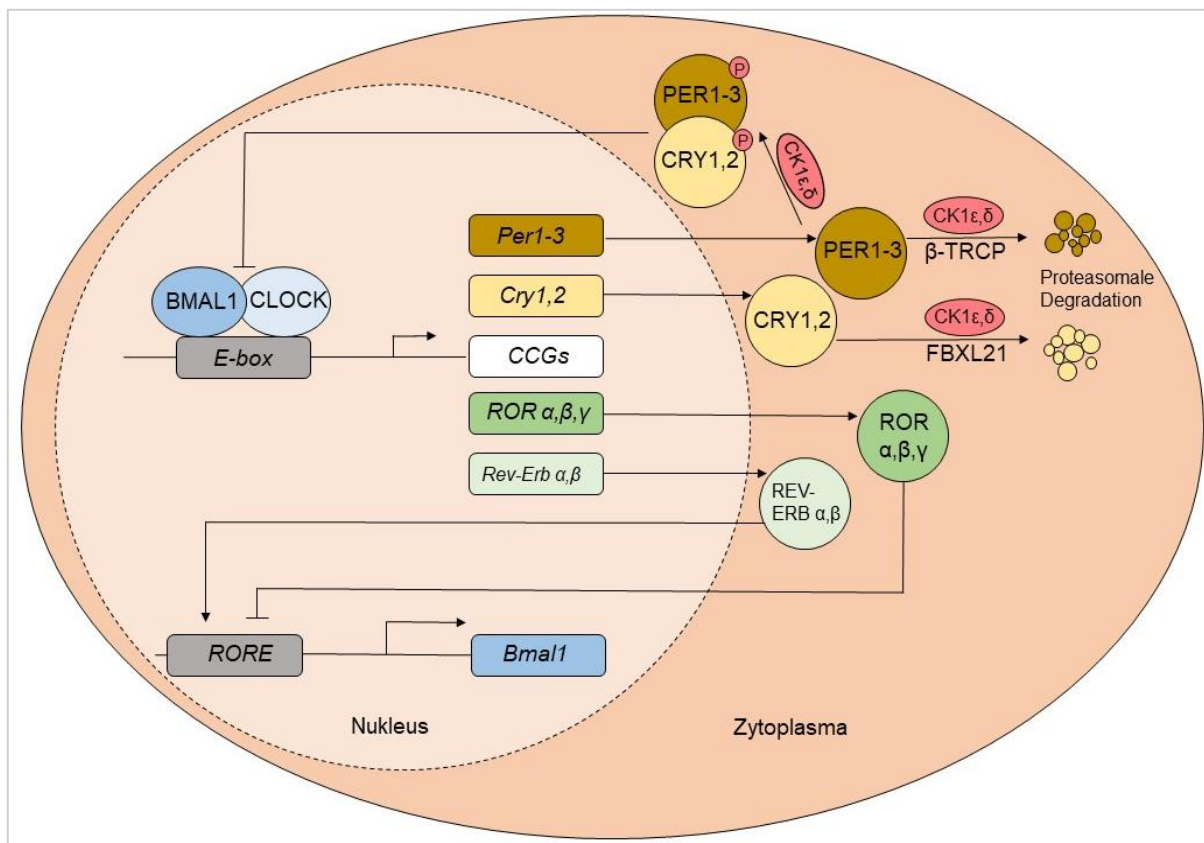 P
PER1-3
P
CRY1,2
CK1ε,δ
Per1-3
PER1-3
CK1ε,δ
β-TRCP
Proteasomale
Degradation
BMAL1
CLOCK
Cry1,2
CRY1,2
CK1ε,δ
FBXL21
E-box
CCGs
ROR α,β,γ
ROR
α,β,γ
Rev-Erb α,β
REV-
ERB α,β
RORE
Bmal1
Nukleus
Zytoplasma